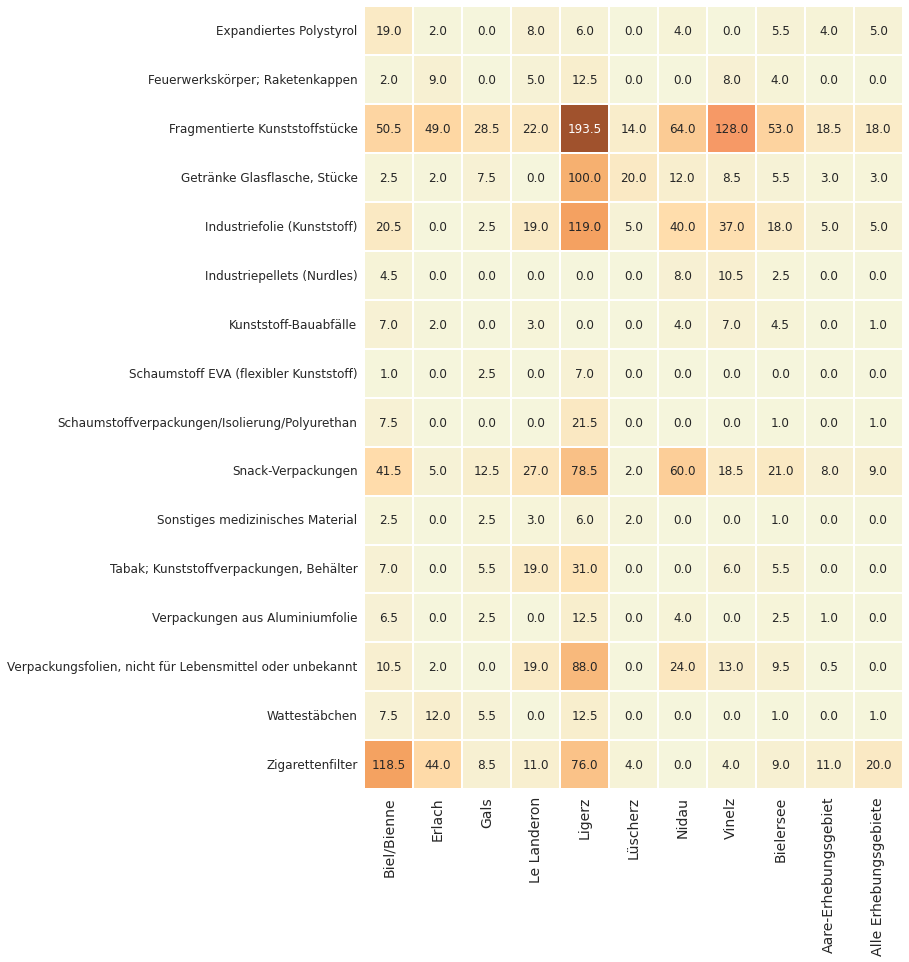 Expandiertes Polystyrol 19.0 2.0 0.0 8.0 6.0 0.0 4.0 0.0 5.5 4.0 5.0
Feuerwerkskörper; Raketenkappen 2.0 9.0 0.0 5.0 12.5 0.0 0.0 8.0 4.0 0.0 0.0
Fragmentierte Kunststoffstücke 50.5 49.0 28.5 22.0 193.5 14.0 64.0 128.0 53.0 18.5 18.0
Getränke Glasflasche, Stücke 2.5 2.0 7.5 0.0 100.0 20.0 12.0 8.5 5.5 3.0 3.0
Industriefolie (Kunststoff) 20.5 0.0 2.5 19.0 119.0 5.0 40.0 37.0 18.0 5.0 5.0
Industriepellets (Nurdles) 4.5 0.0 0.0 0.0 0.0 0.0 8.0 10.5 2.5 0.0 0.0
Kunststoff-Bauabfälle 7.0 2.0 0.0 3.0 0.0 0.0 4.0 7.0 4.5 0.0 1.0
Schaumstoff EVA (flexibler Kunststoff) 1.0 0.0 2.5 0.0 7.0 0.0 0.0 0.0 0.0 0.0 0.0
Schaumstoffverpackungen/Isolierung/Polyurethan 7.5 0.0 0.0 0.0 21.5 0.0 0.0 0.0 1.0 0.0 1.0
Snack-Verpackungen 41.5 5.0 12.5 27.0 78.5 2.0 60.0 18.5 21.0 8.0 9.0
Sonstiges medizinisches Material 2.5 0.0 2.5 3.0 6.0 2.0 0.0 0.0 1.0 0.0 0.0
Tabak; Kunststoffverpackungen, Behälter 7.0 0.0 5.5 19.0 31.0 0.0 0.0 6.0 5.5 0.0 0.0
Verpackungen aus Aluminiumfolie 6.5 0.0 2.5 0.0 12.5 0.0 4.0 0.0 2.5 1.0 0.0
Verpackungsfolien, nicht für Lebensmittel oder unbekannt 10.5 2.0 0.0 19.0 88.0 0.0 24.0 13.0 9.5 0.5 0.0
Wattestäbchen 7.5 12.0 5.5 0.0 12.5 0.0 0.0 0.0 1.0 0.0 1.0
Zigarettenfilter 118.5 44.0 8.5 11.0 76.0 4.0 0.0 4.0 9.0 11.0 20.0
Biel/Bienne
Erlach
Gals
Le Landeron
Ligerz
Lüscherz
Nidau
Vinelz
Bielersee
Aare-Erhebungsgebiet
Alle Erhebungsgebiete